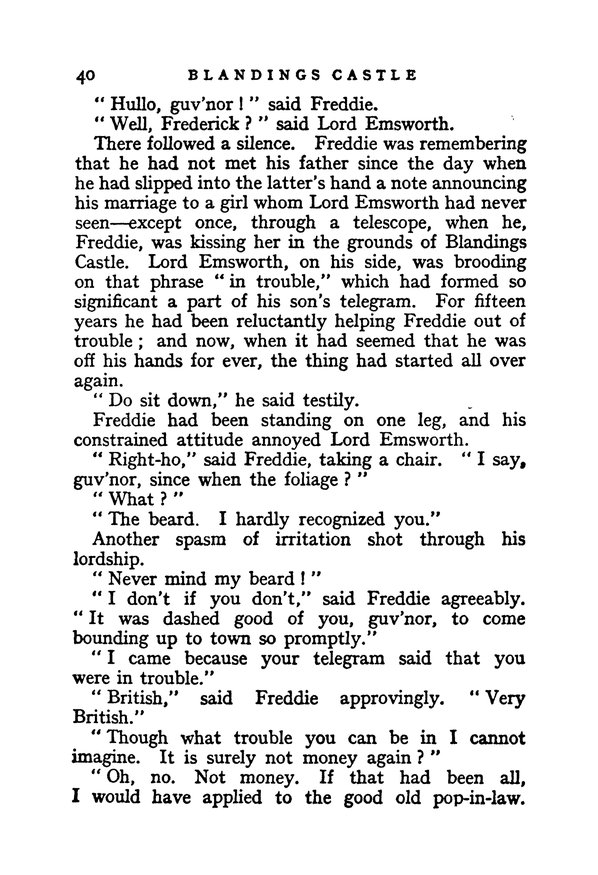 40 BLANDINGS CASTLE
" Hullo, guv'nor ! " said Freddie.
" Well, Frederick ? " said Lord Emsworth.
There followed a silence. Freddie was remembering
that he had not met his father since the day when
he had slipped into the latter's hand a note announcing
his marriage to a girl whom Lord Emsworth had never
seen—except once, through a telescope, when he,
Freddie, was kissing her in the grounds of Blandings
Castle. Lord Emsworth, on his side, was brooding
on that phrase " in trouble," which had formed so
significant a part of his son's telegram. For fifteen
years he had been reluctantly helping Freddie out of
trouble ; and now, when it had seemed that he was
off his hands for ever, the thing had started all over
again.
" Do sit down," he said testily.
Freddie had been standing on one leg, and his
constrained attitude annoyed Lord Emsworth.
" Right-ho," said Freddie, taking a chair. " I say,
guv'nor, since when the foliage ? "
" What ? "
" The beard. I hardly recognized you."
Another spasm of irritation shot through his
lordship.
" Never mind my beard ! "
" I don't if you don't," said Freddie agreeably.
" It was dashed good of you, guv'nor, to come
bounding up to town so promptly."
" I came because your telegram said that you
were in trouble."
" British," said Freddie approvingly. " Very
British."
" Though what trouble you can be in I cannot
imagine. It is surely not money again ? "
" Oh, no. Not money. If that had been all,
I would have applied to the good old pop-in-law.